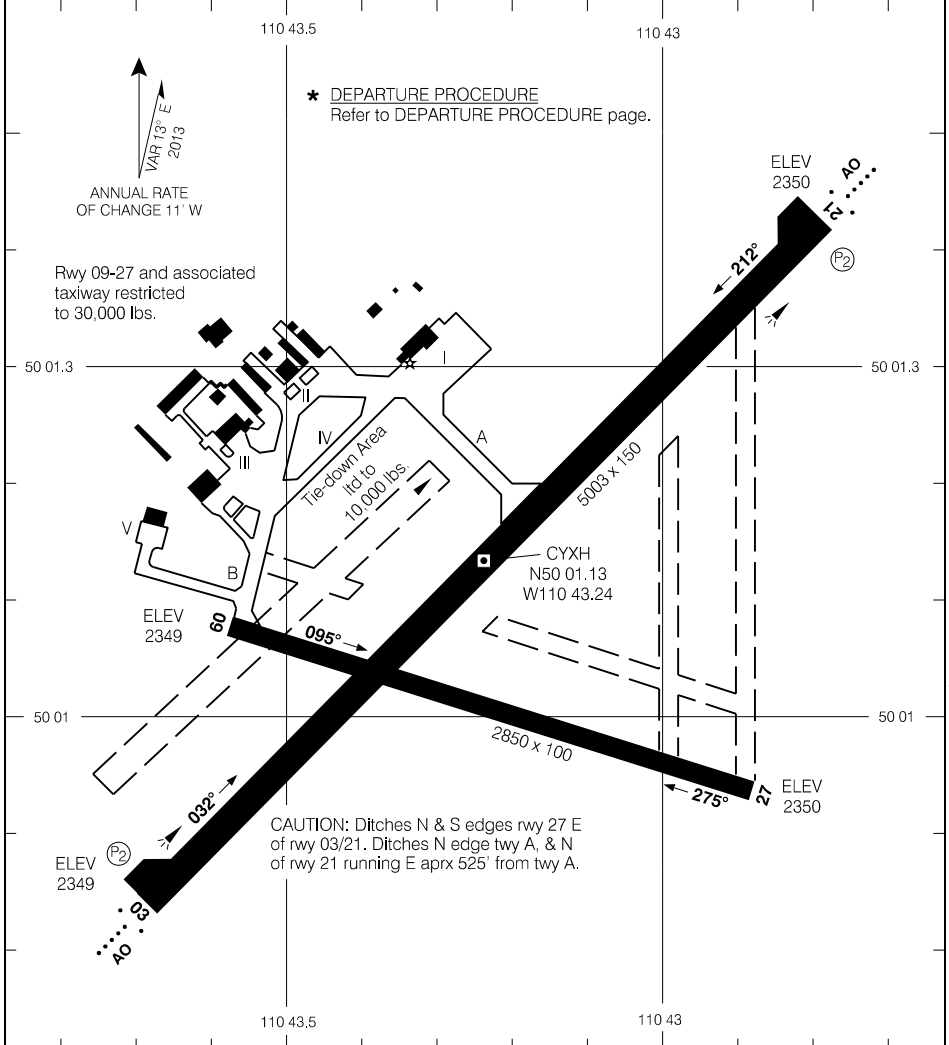 110 43.5
110 43
* DEPARTURE PROCEDURE
Refer to DEPARTURE PROCEDURE page.
VAR 13° E
2013
ANNUAL RATE
OF CHANGE 11' W
ELEV
2350
AO
21
P2
212°
Rwy 09-27 and associated
taxiway restricted
to 30,000 lbs.
50 01.3
50 01.3
I
II
III
IV
V
A
B
Tie-down Area
ltd to
10,000 lbs.
5003 x 150
CYXH
N50 01.13
W110 43.24
ELEV
2349
09
095°
50 01
50 01
2850 x 100
275°
27
ELEV
2350
032°
CAUTION: Ditches N & S edges rwy 27 E
of rwy 03/21. Ditches N edge twy A, & N
of rwy 21 running E aprx 525' from twy A.
P2
ELEV
2349
03
AO
110 43.5
110 43